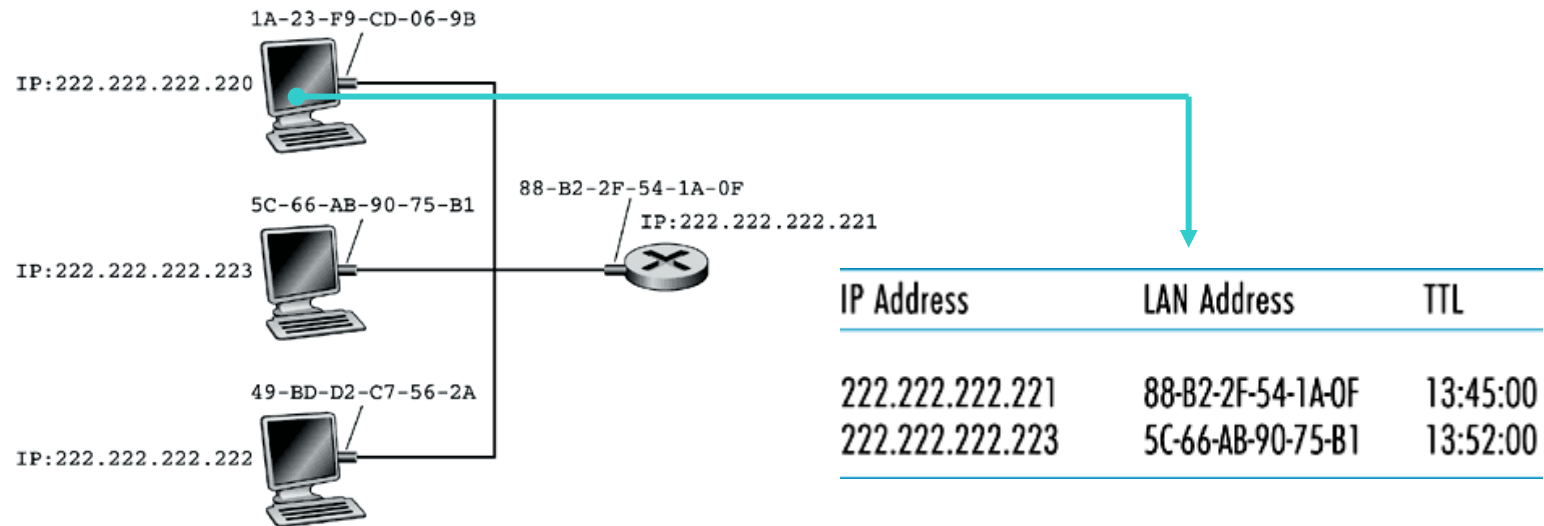 1A-23-F9-CD-06-9B
IP:222.222.222.220
5C-66-AB-90-75-B1
IP:222.222.222.223
49-BD-D2-C7-56-2A
IP:222.222.222.222
88-B2-2F-54-1A-0F
IP:222.222.222.221
IP Address LAN Address TTL
222.222.222.221 88-B2-2F-54-1A-0F 13:45:00
222.222.222.223 5C-66-AB-90-75-B1 13:52:00